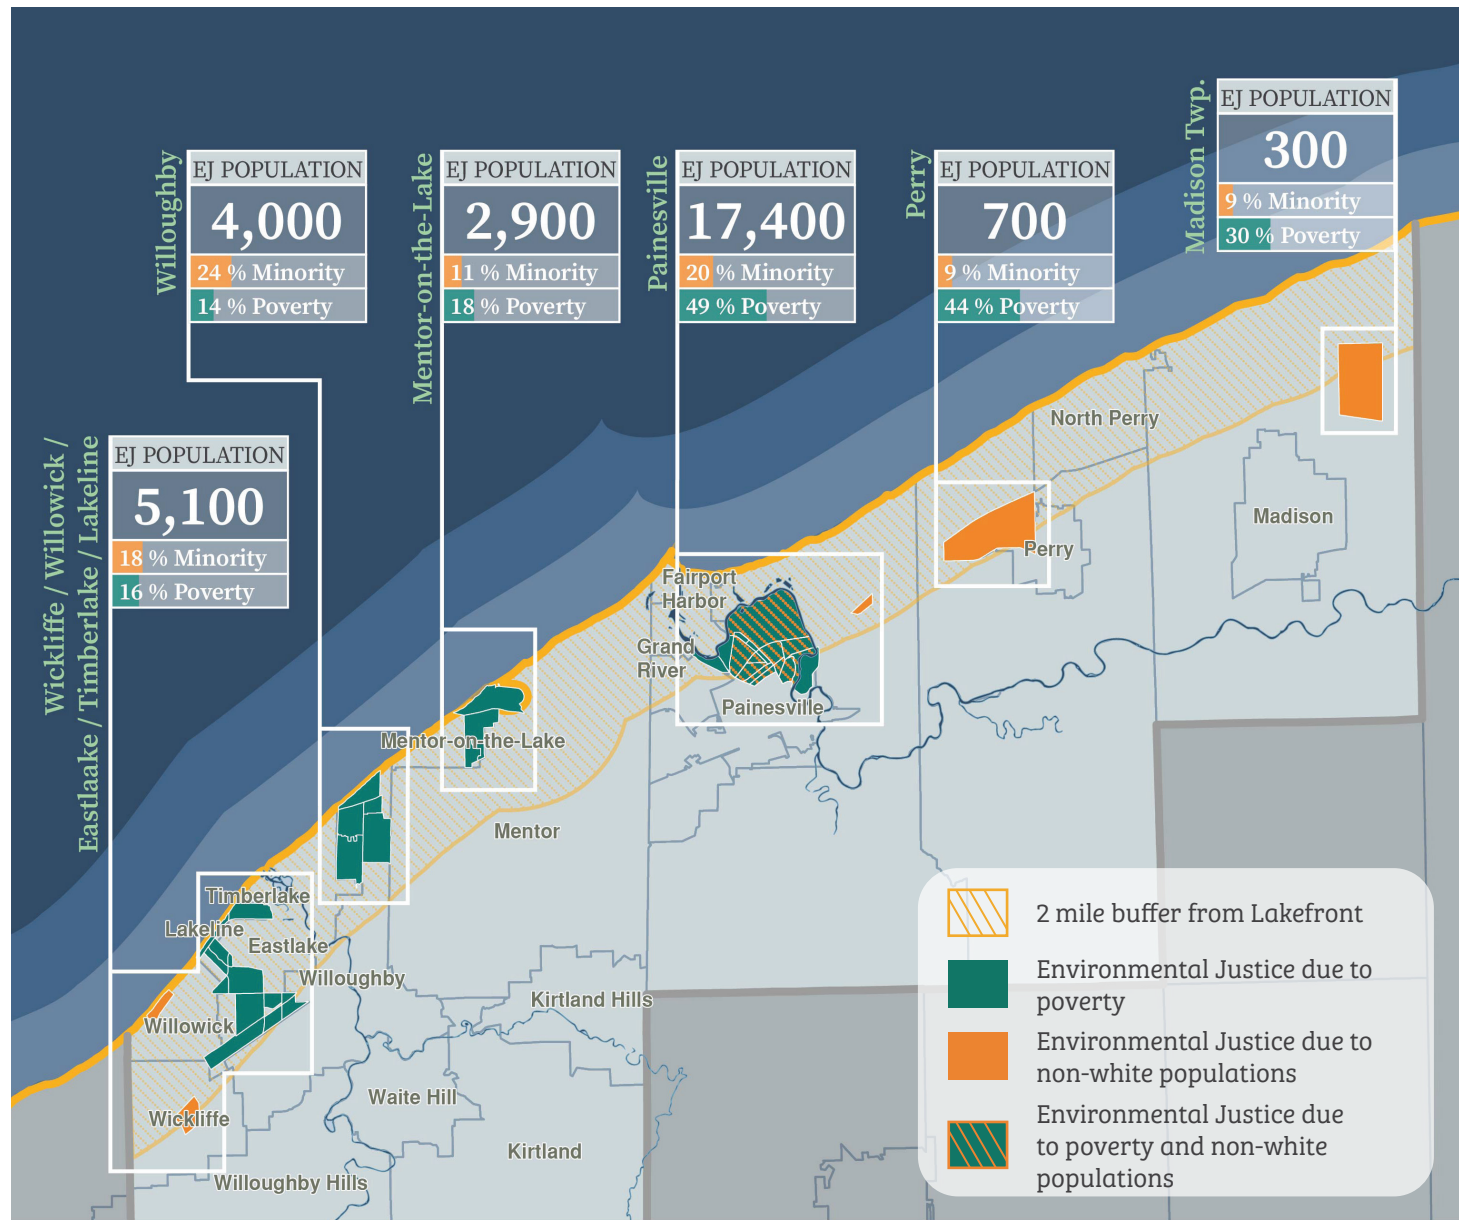 Madison Twp.
EJ POPULATION
300
9 % Minority
30 % Poverty
Willoughby
EJ POPULATION
4,000
24 % Minority
14 % Poverty
Mentor-on-the-Lake
EJ POPULATION
2,900
11 % Minority
18 % Poverty
Painesville
EJ POPULATION
17,400
20 % Minority
49 % Poverty
Perry
EJ POPULATION
700
9 % Minority
44 % Poverty
Wickliffe / Willowick /
Eastlaake / Timberlake / Lakeline
EJ POPULATION
5,100
18 % Minority
16 % Poverty
North Perry
Madison
Perry
Fairport
Harbor
Grand
River
Painesville
Mentor-on-the-Lake
Mentor
Timberlake
Lakeline
Eastlake
Willoughby
Kirtland Hills
Willowick
Waite Hill
Wickliffe
Kirtland
Willoughby Hills
2 mile buffer from Lakefront
Environmental Justice due to
poverty
Environmental Justice due to
non-white populations
Environmental Justice due
to poverty and non-white
populations